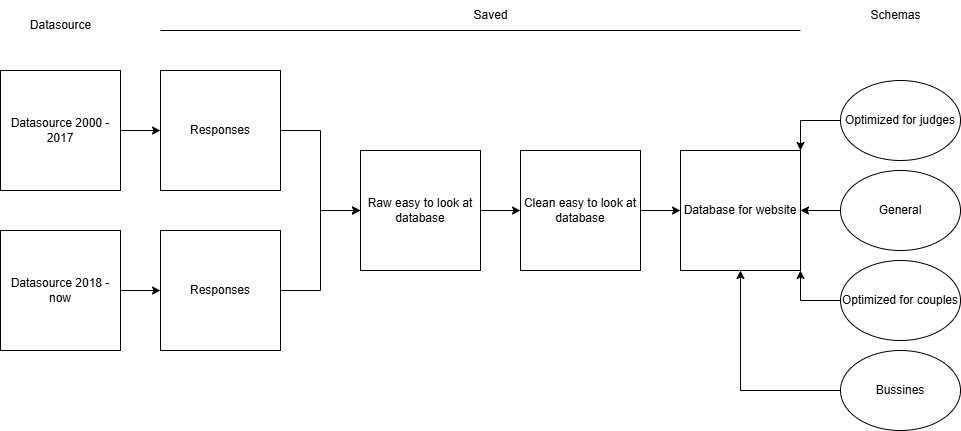 Datasource
Saved
Schemas
Datasource 2000 -
2017
Responses
Optimized for judges
Raw easy to look at
database
Clean easy to look at
database
Database for website
General
Datasource 2018 -
now
Responses
Optimized for couples
Bussines